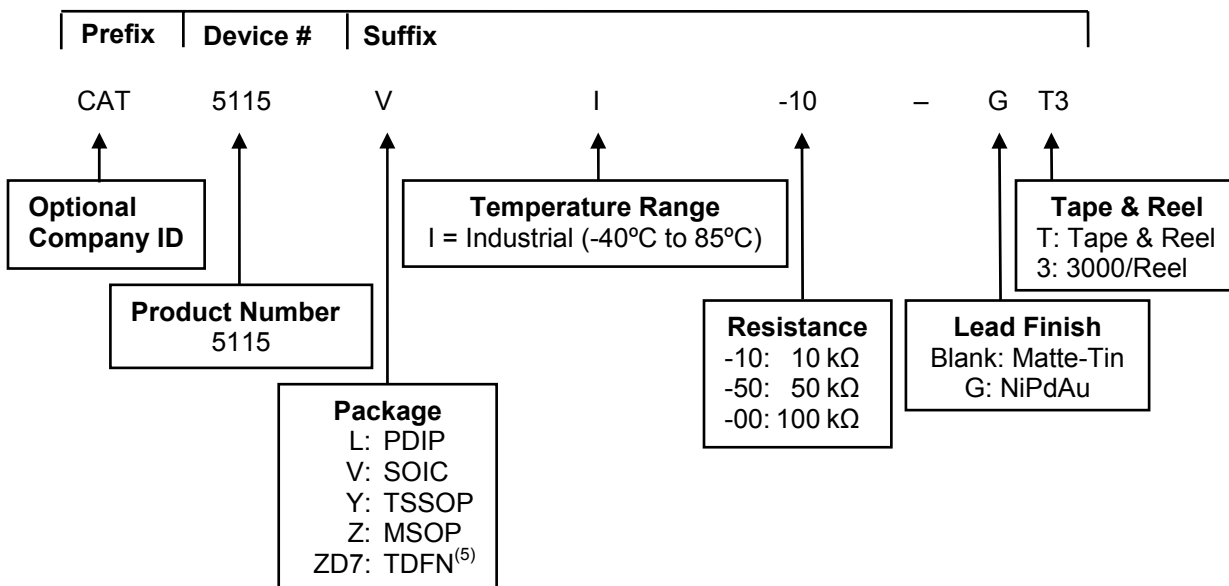 Prefix Device # Suffix
CAT 5115 V I -10 – G T3
Optional
Company ID
Product Number
5115
Package
L: PDIP
V: SOIC
Y: TSSOP
Z: MSOP
ZD7: TDFN(5)
Temperature Range
I = Industrial (-40ºC to 85ºC)
Resistance
-10: 10 kΩ
-50: 50 kΩ
-00: 100 kΩ
Lead Finish
Blank: Matte-Tin
G: NiPdAu
Tape & Reel
T: Tape & Reel
3: 3000/Reel